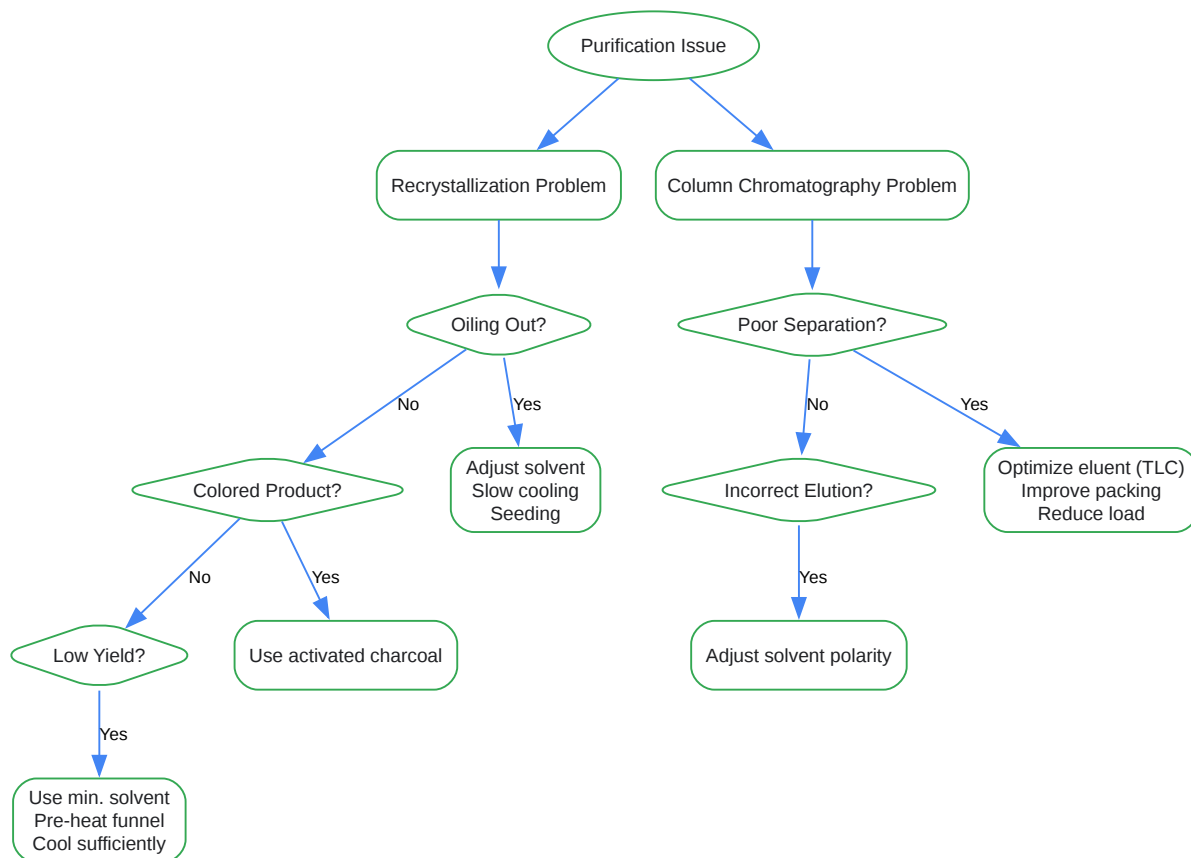 Purification Issue
Recrystallization Problem
Column Chromatography Problem
Oiling Out?
Poor Separation?
No
Yes
No
Yes
Colored Product?
Adjust solvent
Slow cooling
Seeding
Incorrect Elution?
Optimize eluent (TLC)
Improve packing
Reduce load
No
Yes
Yes
Low Yield?
Use activated charcoal
Adjust solvent polarity
Yes
Use min. solvent
Pre-heat funnel
Cool sufficiently